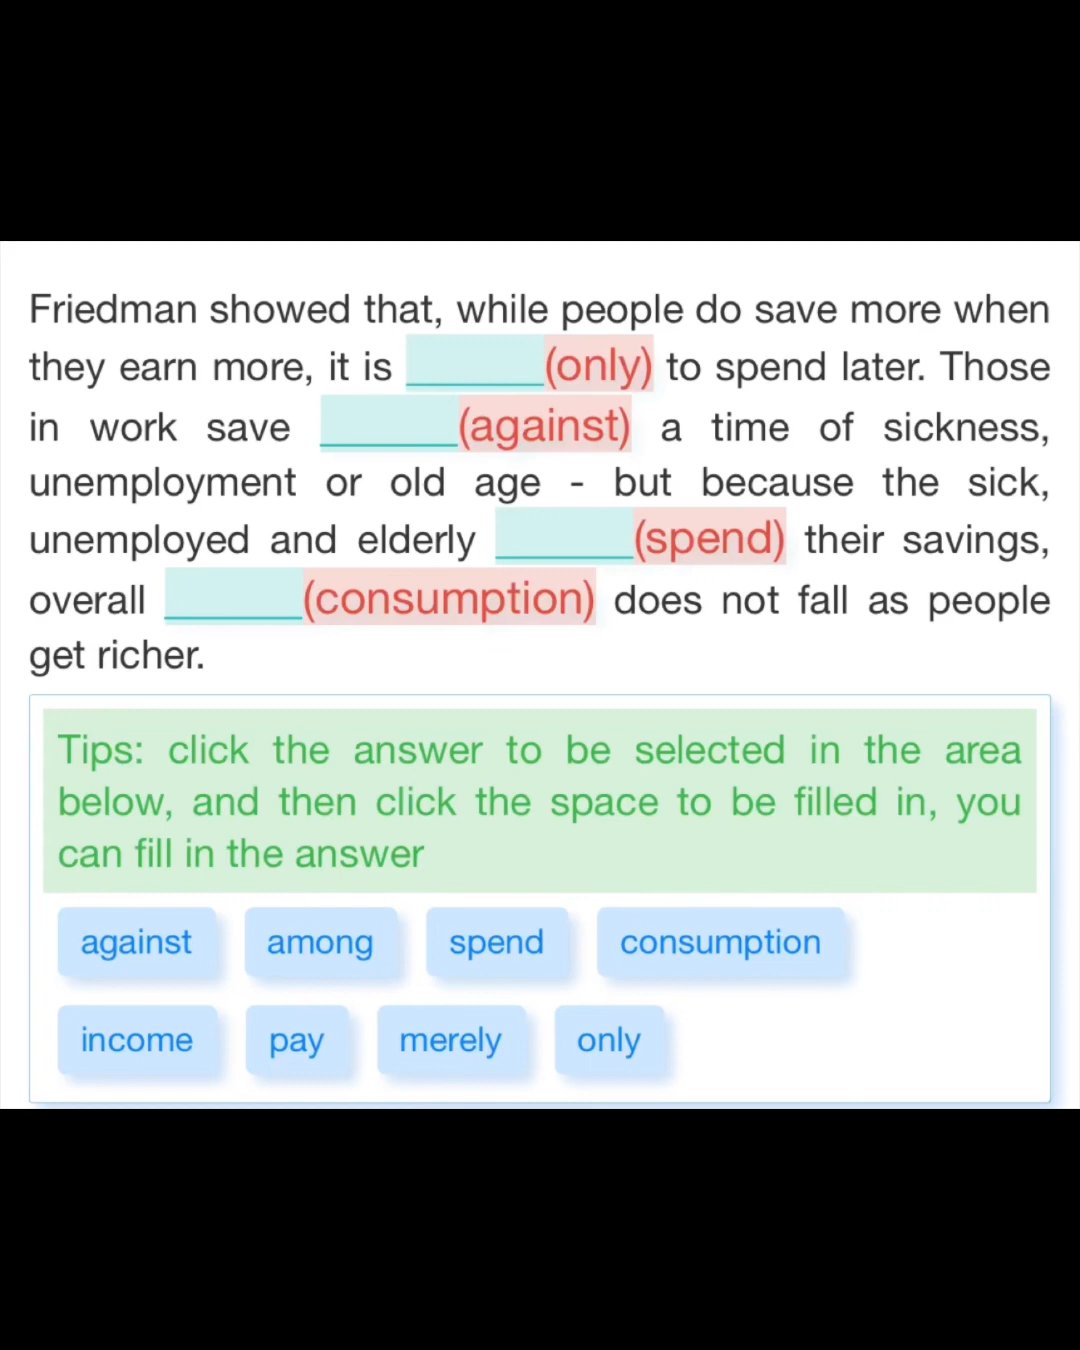 Friedman showed that, while people do save more when
they earn more, it is ______(only) to spend later. Those
in work save ______(against) a time of sickness,
unemployment or old age - but because the sick,
unemployed and elderly ______(spend) their savings,
overall ______(consumption) does not fall as people
get richer.
Tips: click the answer to be selected in the area
below, and then click the space to be filled in, you
can fill in the answer
against among spend consumption
income pay merely only